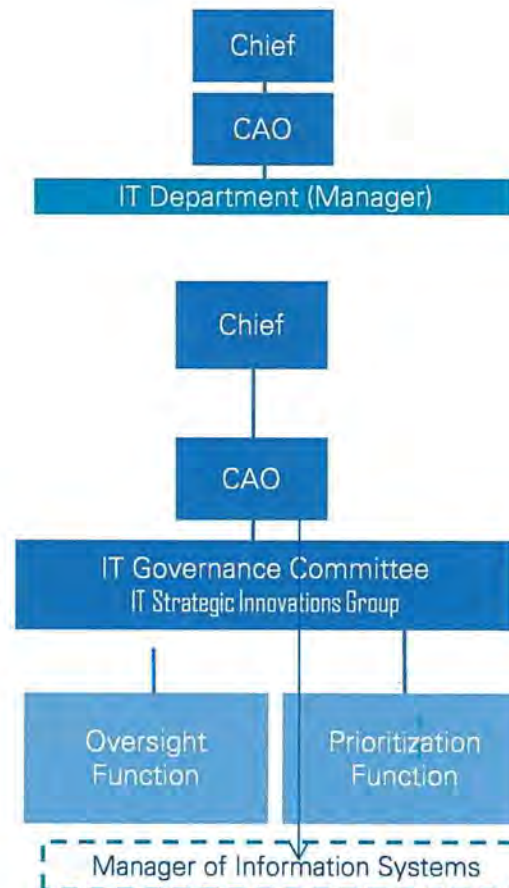 Chief
CAO
IT Department (Manager)
Chief
CAO
IT Governance Committee
IT Strategic Innovations Group
Oversight
Function
Prioritization
Function
Manager of Information Systems